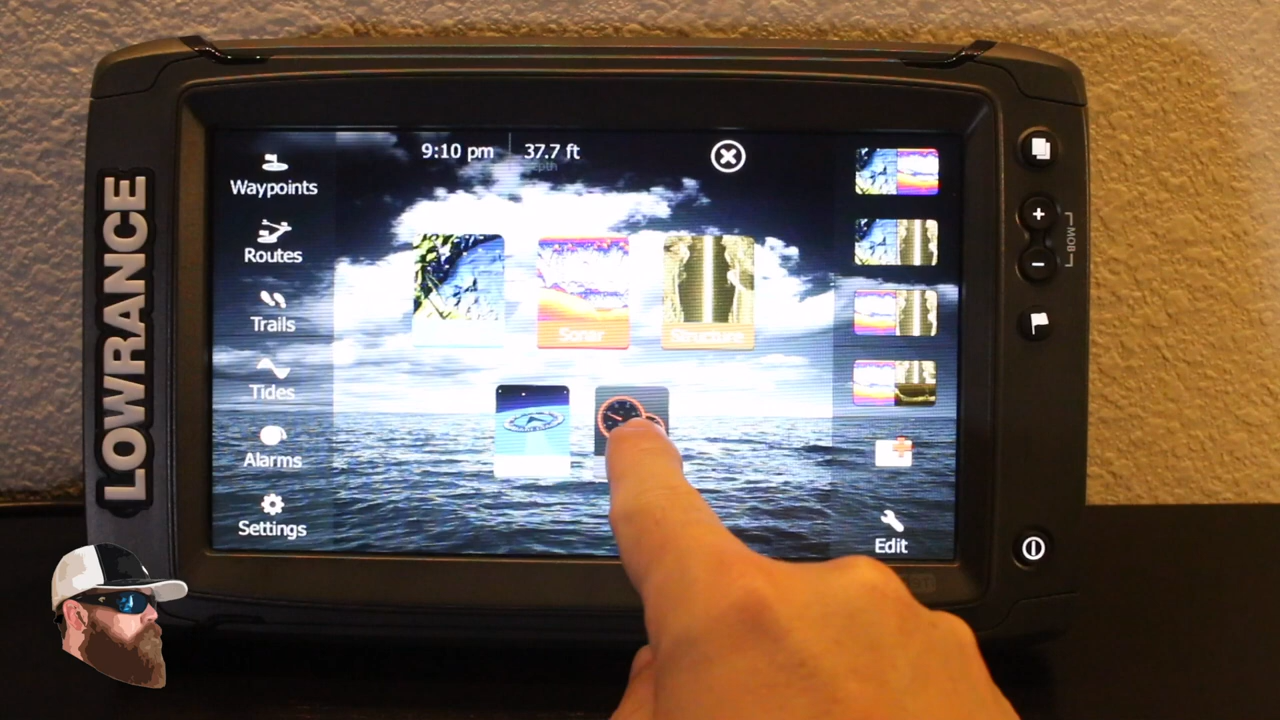 LOWRANCE
9:10 pm 37.7 ft
Waypoints
Routes
Trails
Tides
Alarms
Settings
Sonar
Structure
Edit
+
MOB
-